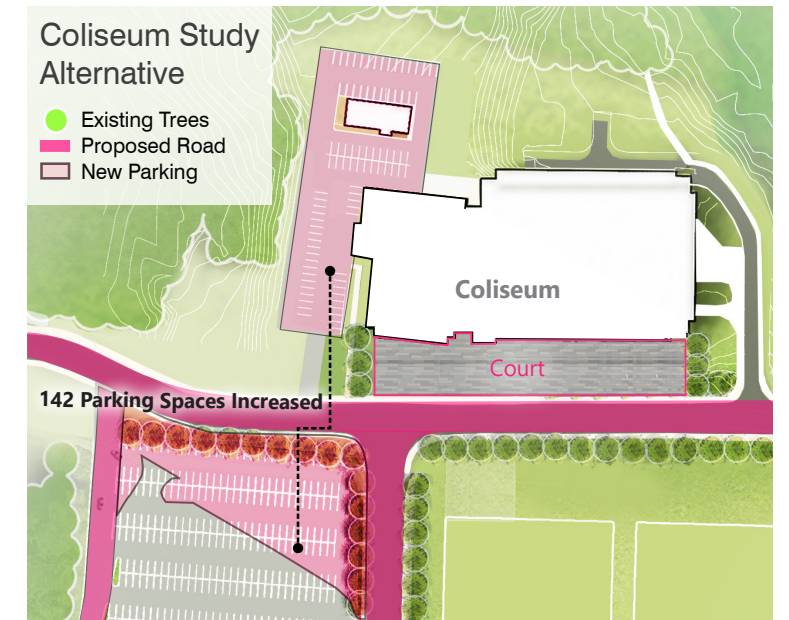 Coliseum Study
Alternative
Existing Trees
Proposed Road
New Parking
Coliseum
Court
142 Parking Spaces Increased